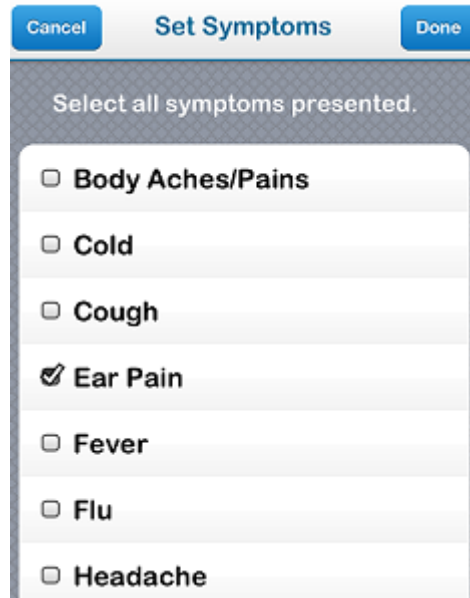 Cancel Set Symptoms Done
Select all symptoms presented.
Body Aches/Pains
Cold
Cough
Ear Pain
Fever
Flu
Headache